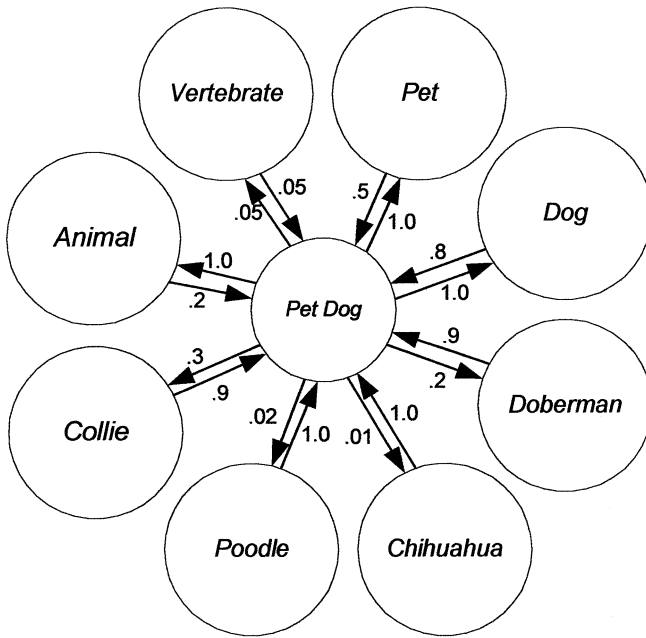 Vertebrate
Pet
.05
.05
.5
1.0
Animal
Dog
1.0
.2
.8
1.0
Pet Dog
.3
.9
.9
.2
Collie
Doberman
.02
1.0
.01
1.0
Poodle
Chihuahua